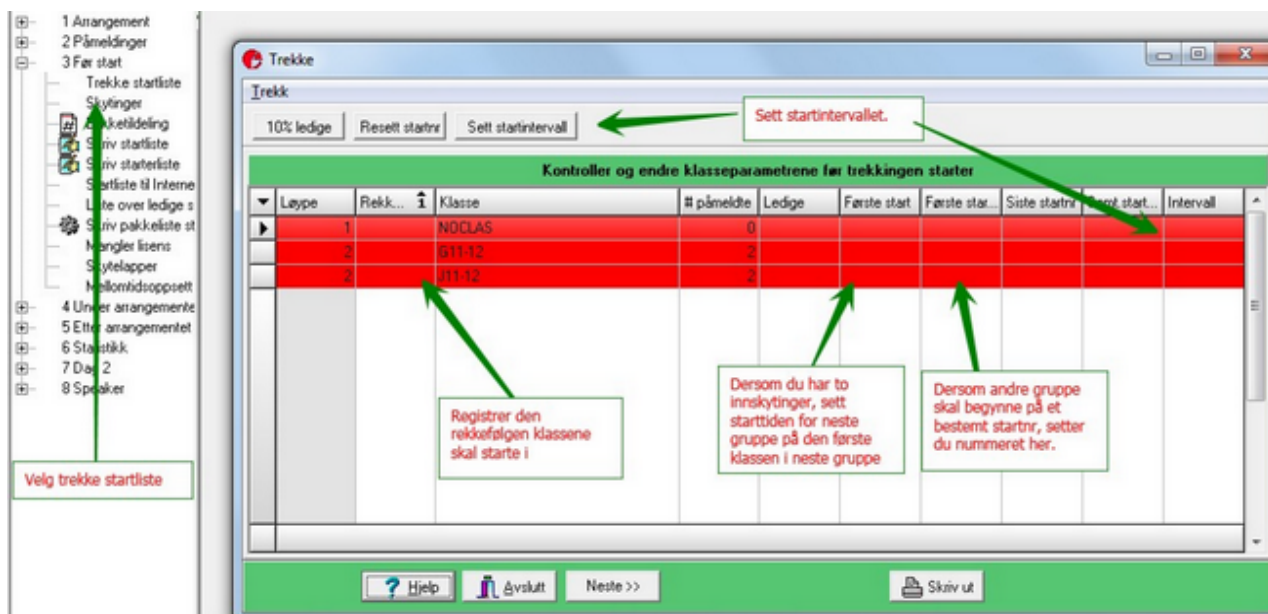 1 Arrangement
2 Påmeldinger
3 Før start
Trekke startliste
Skytinger
Skriv startliste
Skriv starterliste
Startliste til Interne
Liste over ledige s
Skriv pakkeliste st
Mangler lisens
Skytelapper
Mellomtidsoppsett
4 Under arrangemente
5 Etter arrangementet
6 Statistikk
7 Dag 2
8 Speaker
Velg trekke startliste
Trekke
Trekk
10% ledige Resett startnr Sett startintervall
Sett startintervallet.
Kontroller og endre klasseparametrene før trekkingen starter
Løype Rekk... 1 Klasse # påmeldte Ledige Første start Første star... Siste startnr Intervall
1 NOCLAS 0
2 G11-12 2
2 J11-12 2
Registrer den
rekkefølgen klassene
skal starte i
Dersom du har to
innskytinger, sett
starttiden for neste
gruppe på den første
klassen i neste gruppe
Dersom andre gruppe
skal begynne på et
bestemt startnr, setter
du nummeret her.
? Hjelp Avslutt Neste >> Skriv ut